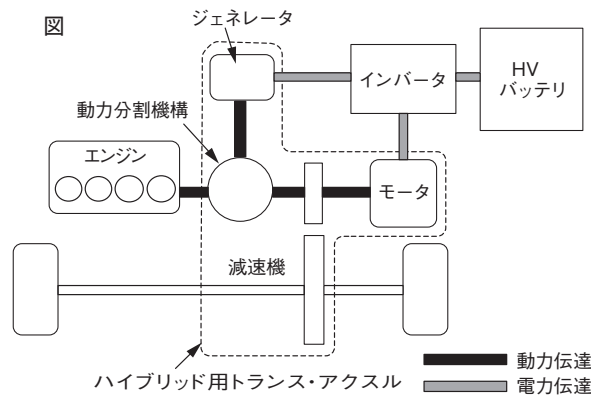 図
ジェネレータ
インバータ
HV
バッテリ
動力分割機構
エンジン
モータ
減速機
ハイブリッド用トランス・アクスル
動力伝達
電力伝達